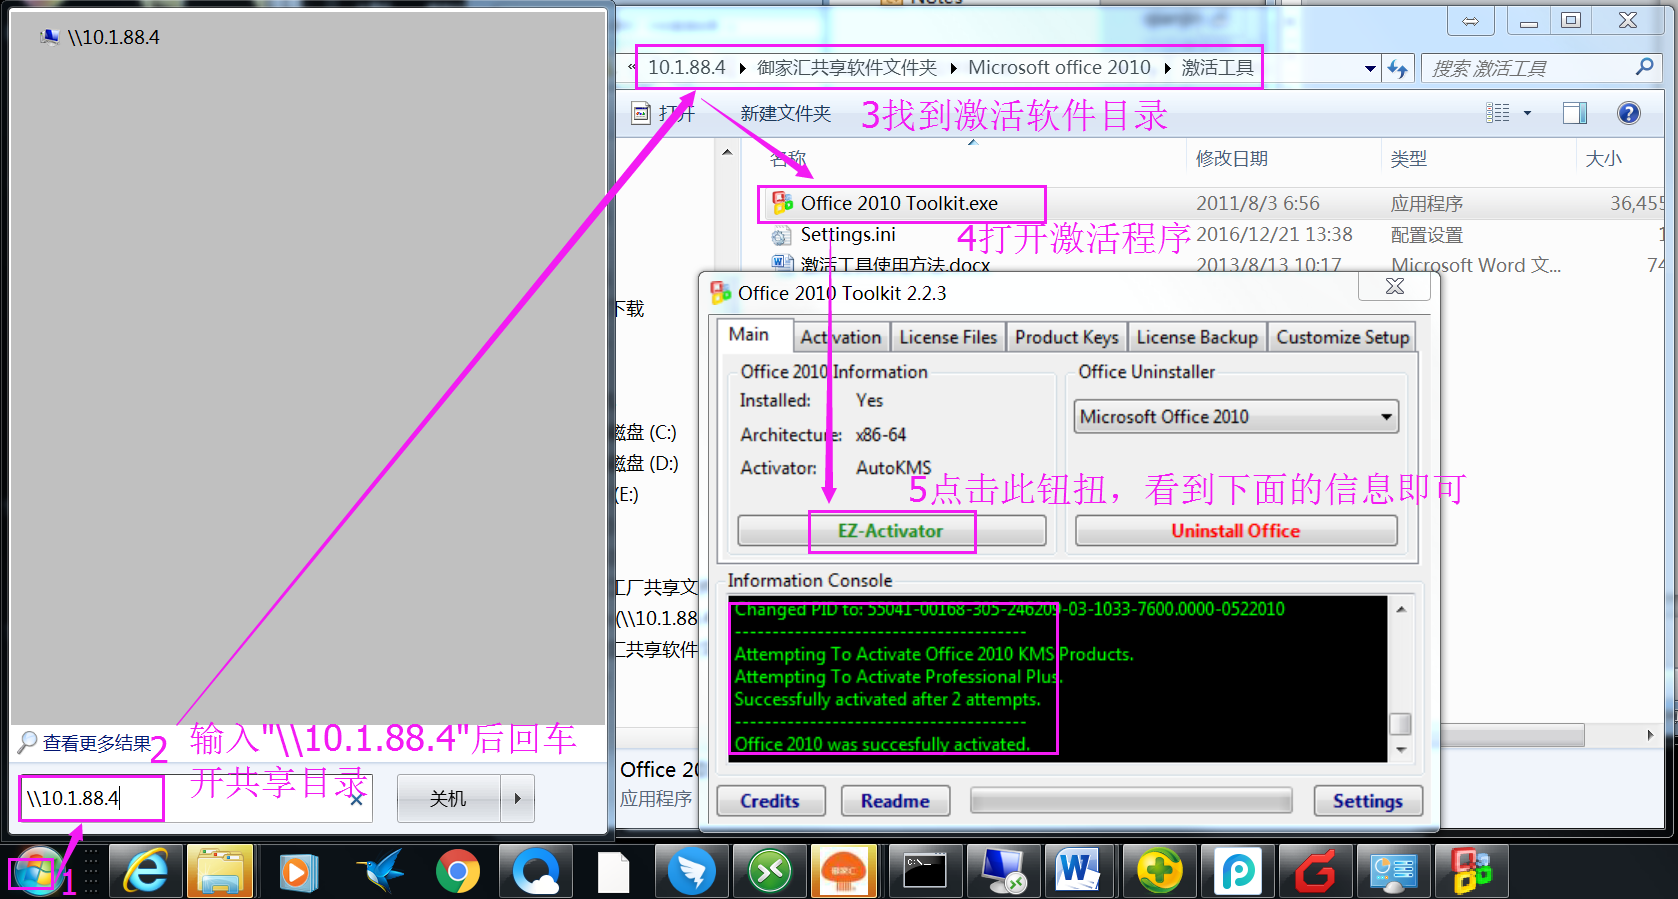 \\10.1.88.4
« 10.1.88.4 ▸ 御家汇共享软件文件夹 ▸ Microsoft office 2010 ▸ 激活工具
搜索 激活工具
打开
新建文件夹
3找到激活软件目录
名称
修改日期
类型
大小
Office 2010 Toolkit.exe
2011/8/3 6:56
应用程序
36,455
Settings.ini
4打开激活程序
2016/12/21 13:38
配置设置
1
激活工具使用方法.docx
2013/8/13 10:17
Microsoft Word 文...
74
下载
磁盘 (C:)
磁盘 (D:)
(E:)
工厂共享文
(\\10.1.88
汇共享软件
Office 2010 Toolkit 2.2.3
Main
Activation
License Files
Product Keys
License Backup
Customize Setup
Office 2010 Information
Office Uninstaller
Installed: Yes
Microsoft Office 2010
Architecture: x86-64
Activator: AutoKMS
5点击此钮扭，看到下面的信息即可
EZ-Activator
Uninstall Office
Information Console
Changed PID to: 55041-00168-305-246209-03-1033-7600.0000-0522010
----------------------------------------
Attempting To Activate Office 2010 KMS Products.
Attempting To Activate Professional Plus.
Successfully activated after 2 attempts.
----------------------------------------
Office 2010 was succesfully activated.
Credits
Readme
Settings
查看更多结果
2 输入"\\10.1.88.4"后回车
开共享目录
\\10.1.88.4
关机
Office 20
应用程序
1
C:\_